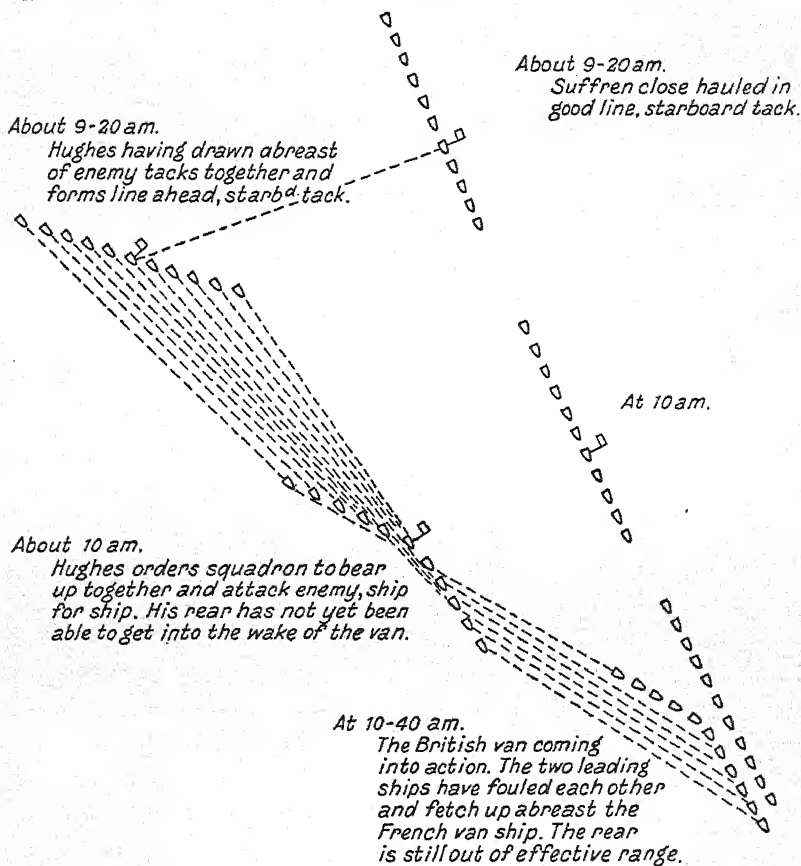 About 9-20 am.
Suffren close hauled in
good line, starboard tack.
About 9-20 am.
Hughes having drawn abreast
of enemy tacks together and
forms line ahead, starbd. tack.
At 10 am.
About 10 am.
Hughes orders squadron to bear
up together and attack enemy, ship
for ship. His rear has not yet been
able to get into the wake of the van.
At 10-40 am.
The British van coming
into action. The two leading
ships have fouled each other
and fetch up abreast the
French van ship. The rear
is still out of effective range.